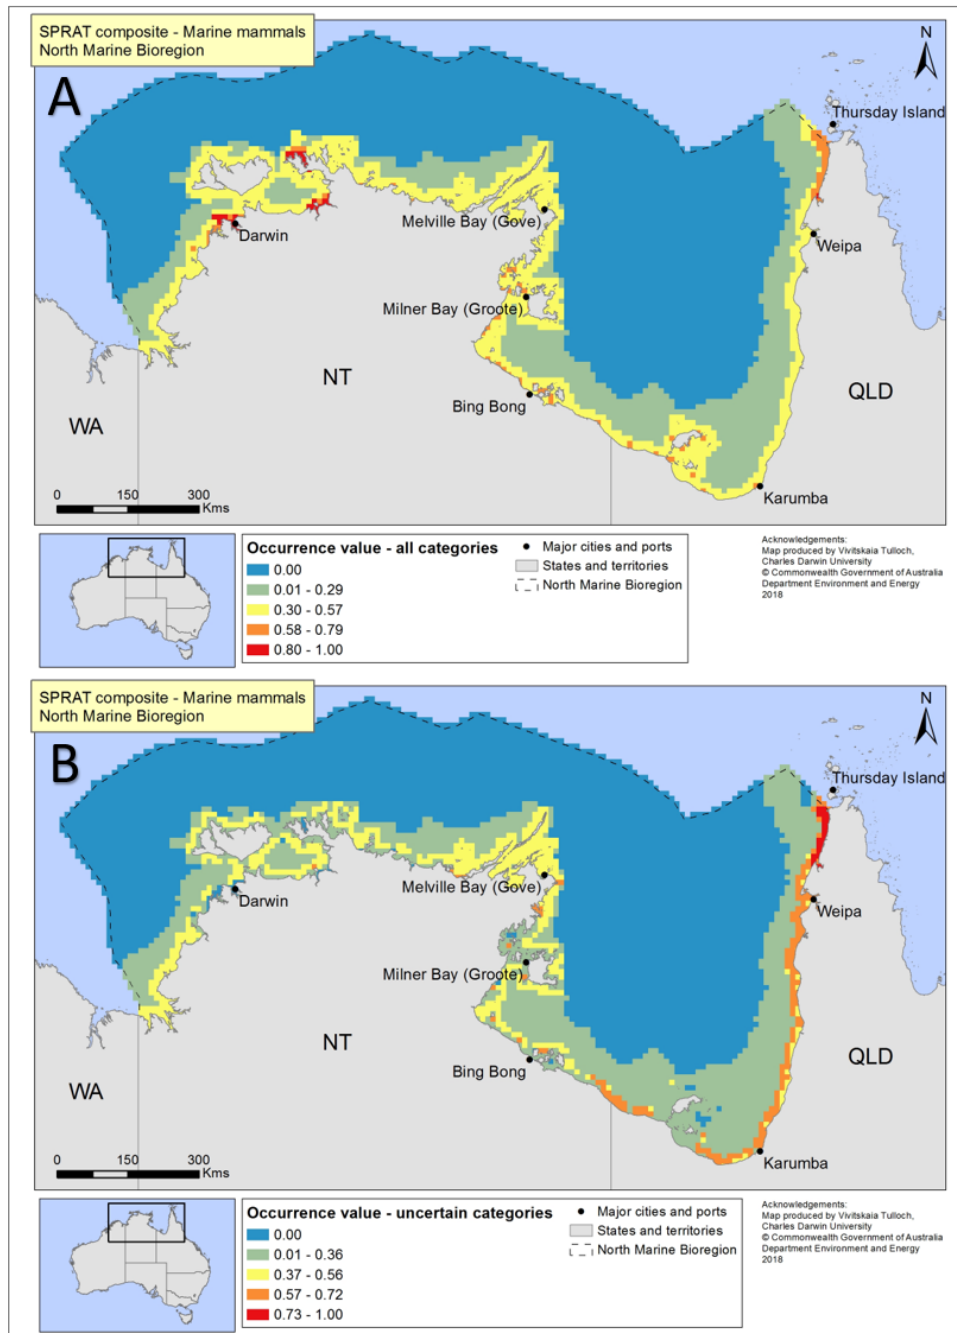 SPRAT composite - Marine mammals
North Marine Bioregion
A
N
Thursday Island
Melville Bay (Gove)
Weipa
Darwin
Milner Bay (Groote)
NT
QLD
Bing Bong
WA
Karumba
0 150 300
Kms
Occurrence value - all categories
0.00
0.01 - 0.29
0.30 - 0.57
0.58 - 0.79
0.80 - 1.00
Major cities and ports
States and territories
North Marine Bioregion
Acknowledgements:
Map produced by Vivitskaia Tulloch,
Charles Darwin University
© Commonwealth Government of Australia
Department Environment and Energy
2018
SPRAT composite - Marine mammals
North Marine Bioregion
B
N
Thursday Island
Melville Bay (Gove)
Weipa
Darwin
Milner Bay (Groote)
NT
QLD
Bing Bong
WA
Karumba
0 150 300
Kms
Occurrence value - uncertain categories
0.00
0.01 - 0.36
0.37 - 0.56
0.57 - 0.72
0.73 - 1.00
Major cities and ports
States and territories
North Marine Bioregion
Acknowledgements:
Map produced by Vivitskaia Tulloch,
Charles Darwin University
© Commonwealth Government of Australia
Department Environment and Energy
2018